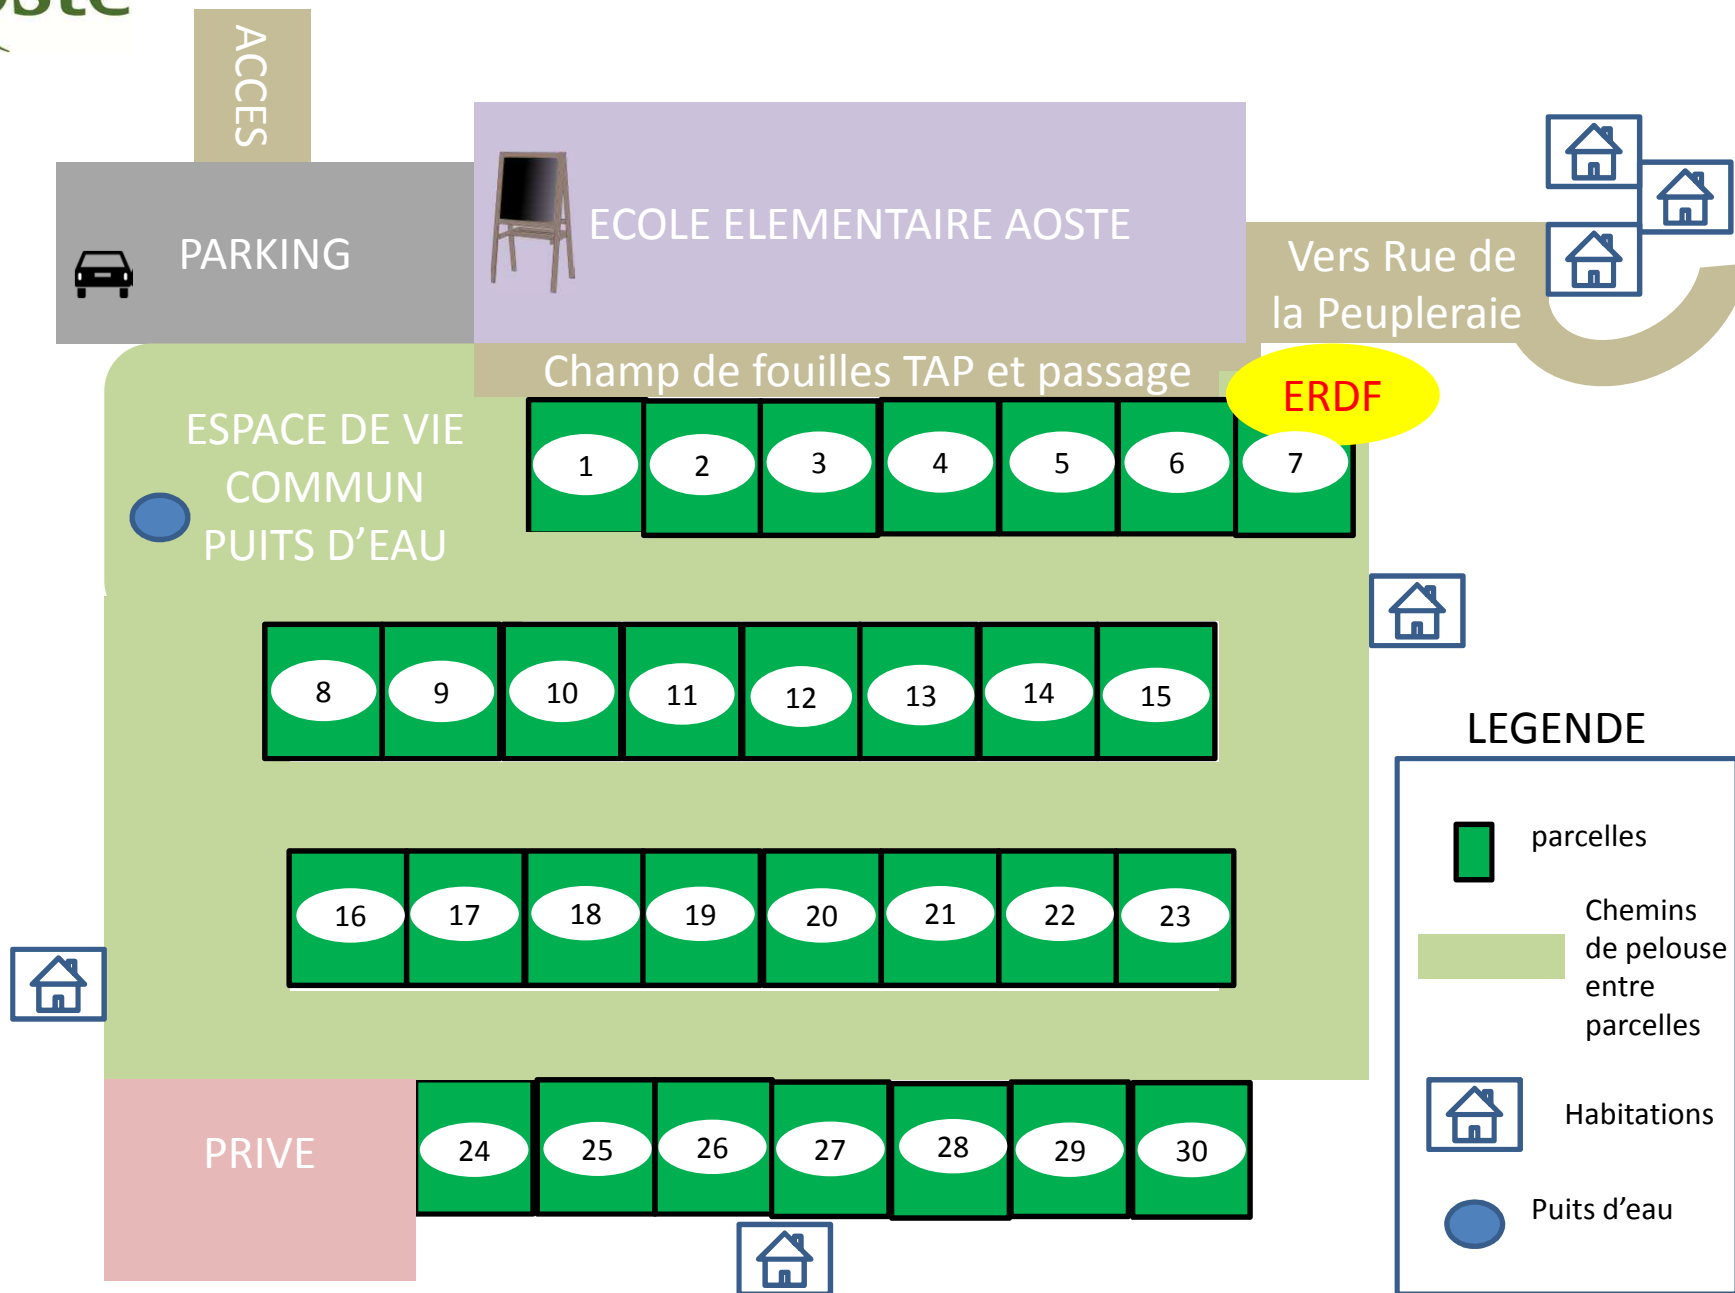 ACCES
ECOLE ELEMENTAIRE AOSTE
PARKING
Vers Rue de
la Peupleraie
Champ de fouilles TAP et passage
ERDF
ESPACE DE VIE
COMMUN
PUITS D’EAU
1 2 3 4 5 6 7
8 9 10 11 12 13 14 15
16 17 18 19 20 21 22 23
PRIVE
24 25 26 27 28 29 30
LEGENDE
parcelles
Chemins
de pelouse
entre
parcelles
Habitations
Puits d’eau